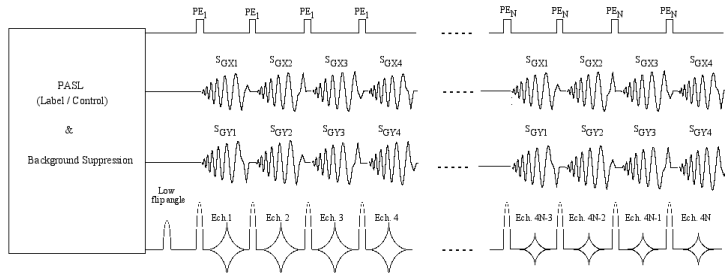 PE1 PE1 PE1 PE1 PEN PEN PEN PEN
SGX1 SGX2 SGX3 SGX4 SGX1 SGX2 SGX3 SGX4
PASL
(Label / Control)
&
Background Suppression
SGY1 SGY2 SGY3 SGY4 SGY1 SGY2 SGY3 SGY4
Low
flip angle
Ech. 1 Ech. 2 Ech. 3 Ech. 4 Ech. 4N-3 Ech. 4N-2 Ech. 4N-1 Ech. 4N